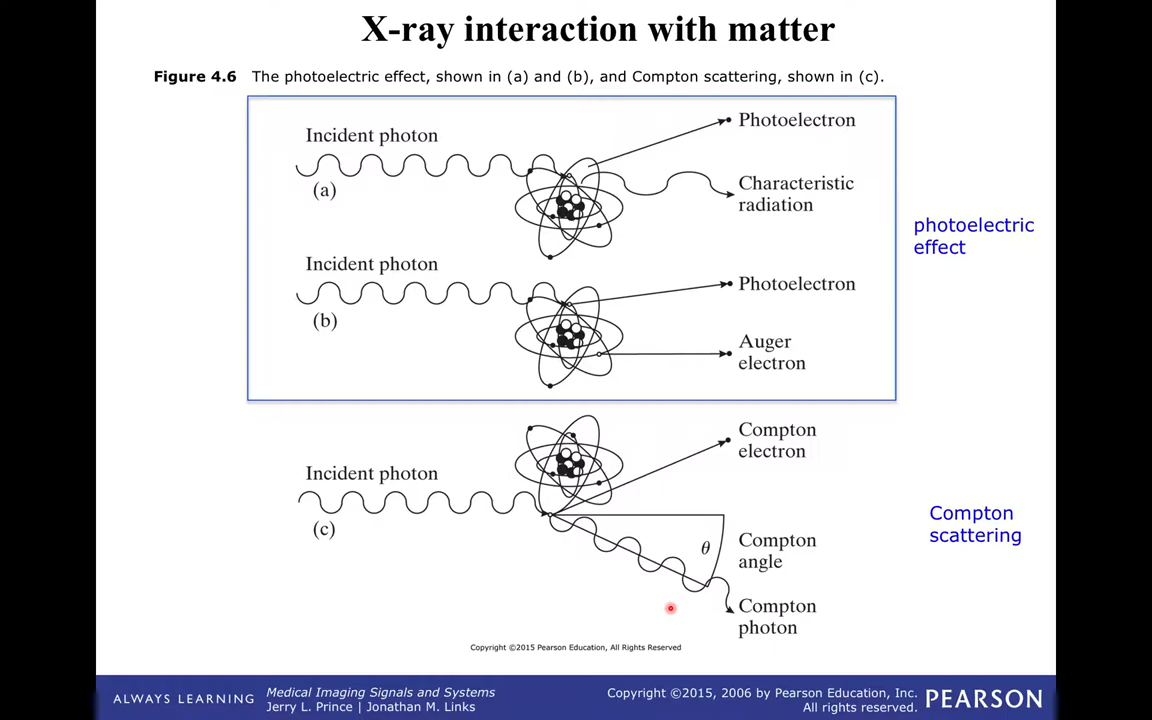 X-ray interaction with matter
Figure 4.6 The photoelectric effect, shown in (a) and (b), and Compton scattering, shown in (c).
Incident photon
(a)
Photoelectron
Characteristic
radiation
photoelectric
effect
Incident photon
(b)
Photoelectron
Auger
electron
Incident photon
(c)
Compton
electron
θ
Compton
angle
Compton
photon
Compton
scattering
Copyright ©2015 Pearson Education, All Rights Reserved
ALWAYS LEARNING
Medical Imaging Signals and Systems
Jerry L. Prince | Jonathan M. Links
Copyright ©2015, 2006 by Pearson Education, Inc.
All rights reserved.
PEARSON